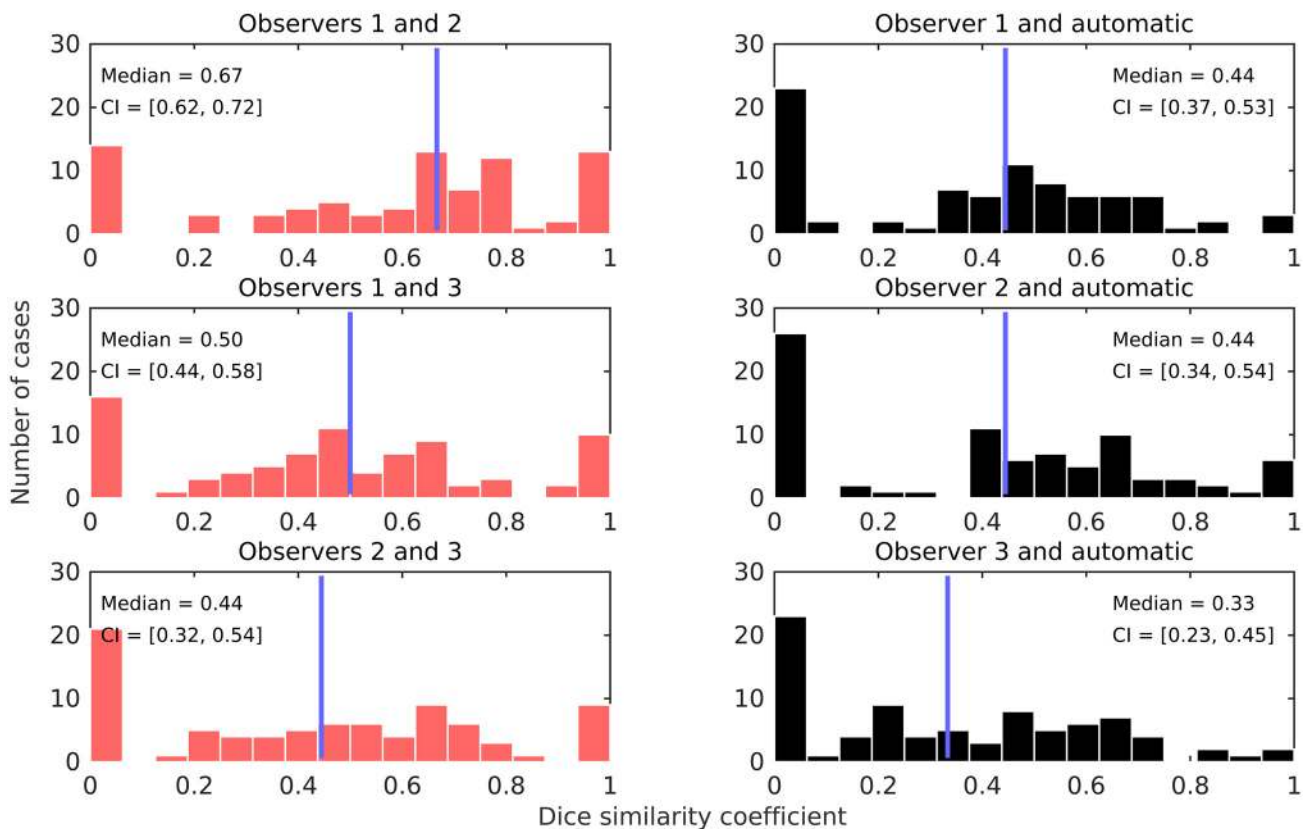 Observers 1 and 2
Observer 1 and automatic
30
20
10
0
Median = 0.67
CI = [0.62, 0.72]
0 0.2 0.4 0.6 0.8 1
30
20
10
0
Median = 0.44
CI = [0.37, 0.53]
0 0.2 0.4 0.6 0.8 1
Number of cases
Observers 1 and 3
Observer 2 and automatic
30
20
10
0
Median = 0.50
CI = [0.44, 0.58]
0 0.2 0.4 0.6 0.8 1
30
20
10
0
Median = 0.44
CI = [0.34, 0.54]
0 0.2 0.4 0.6 0.8 1
Observers 2 and 3
Observer 3 and automatic
30
20
10
0
Median = 0.44
CI = [0.32, 0.54]
0 0.2 0.4 0.6 0.8 1
30
20
10
0
Median = 0.33
CI = [0.23, 0.45]
0 0.2 0.4 0.6 0.8 1
Dice similarity coefficient